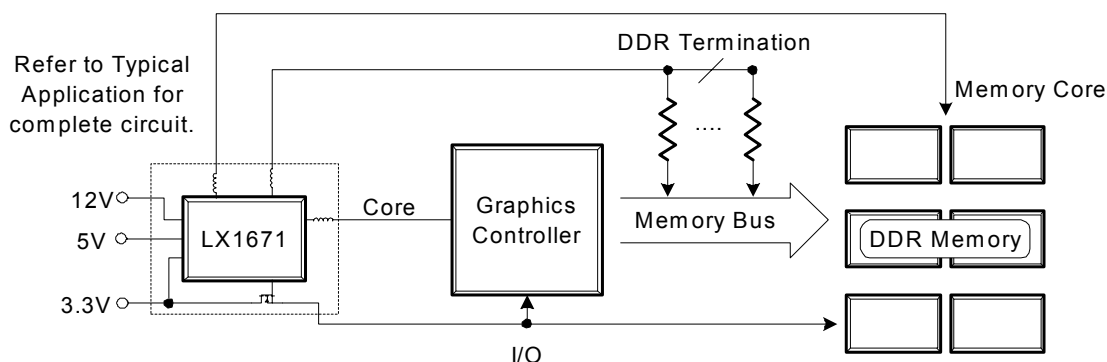 DDR Termination
Refer to Typical
Application for
complete circuit.
Memory Core
12V
5V
3.3V
LX1671
Core
Graphics
Controller
....
Memory Bus
DDR Memory
I/O